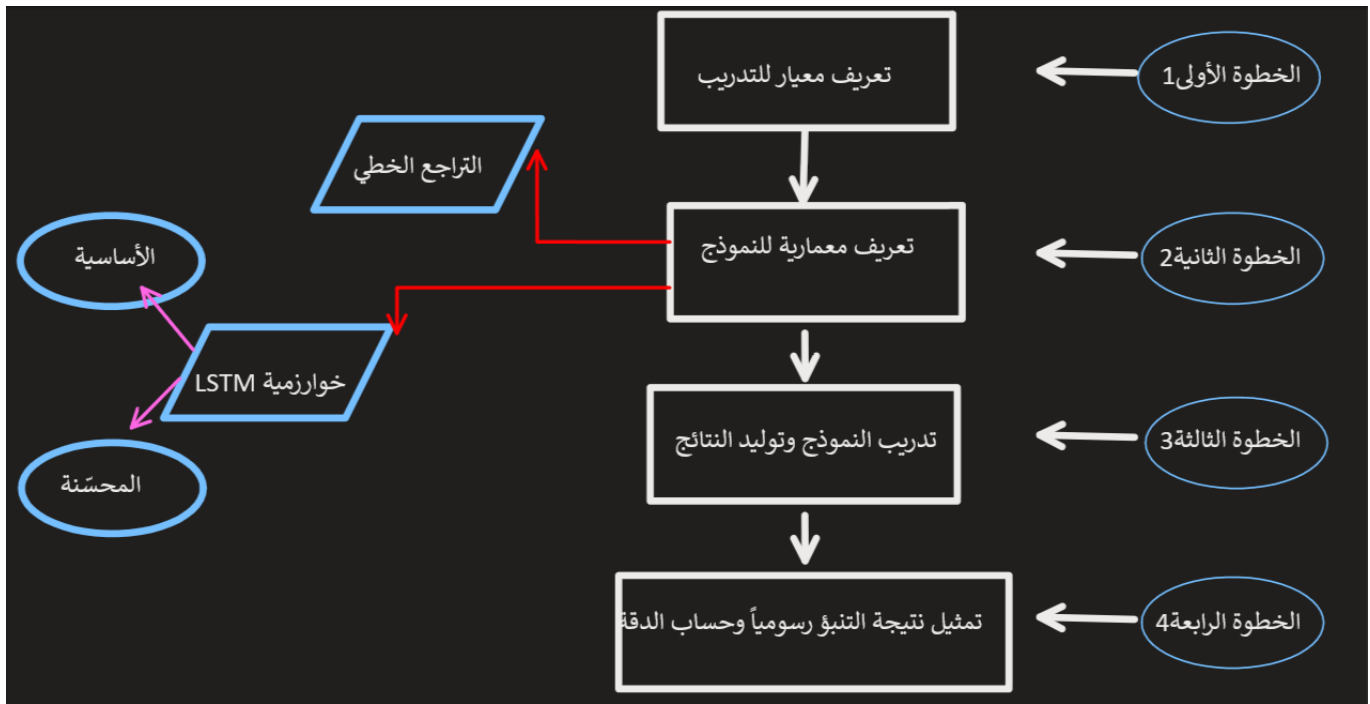 الخطوة الأولى1
تعريف معيار للتدريب
التراجع الخطي
الخطوة الثانية2
تعريف معمارية للنموذج
الأساسية
خوارزمية LSTM
الخطوة الثالثة3
تدريب النموذج وتوليد النتائج
المحسّنة
الخطوة الرابعة4
تمثيل نتيجة التنبؤ رسومياً وحساب الدقة